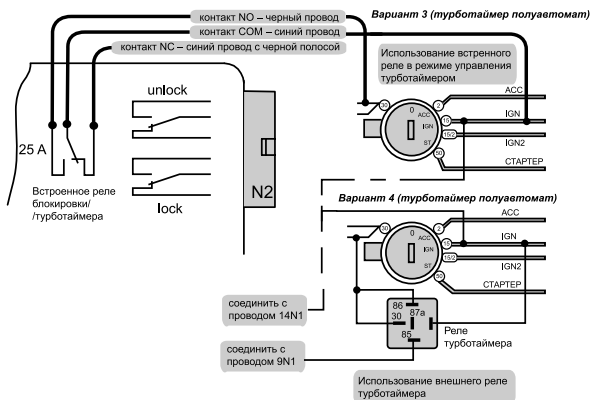 контакт NO – черный провод
Вариант 3 (турботаймер полуавтомат)
контакт COM – синий провод
контакт NC – синий провод с черной полосой
Использование встренного
реле в режиме управления
турботаймером
unlock
25 A
Встроенное реле
блокировки/
/турботаймера
lock
N2
30
0
ACC
IGN
ST
2
15
15/2
50
ACC
IGN
IGN2
СТАРТЕР
Вариант 4 (турботаймер полуавтомат)
30
0
ACC
IGN
ST
2
15
15/2
50
ACC
IGN
IGN2
СТАРТЕР
соединить с
проводом 14N1
86
87a
30
85
Реле
турботаймера
соединить с
проводом 9N1
Использование внешнего реле
турботаймера